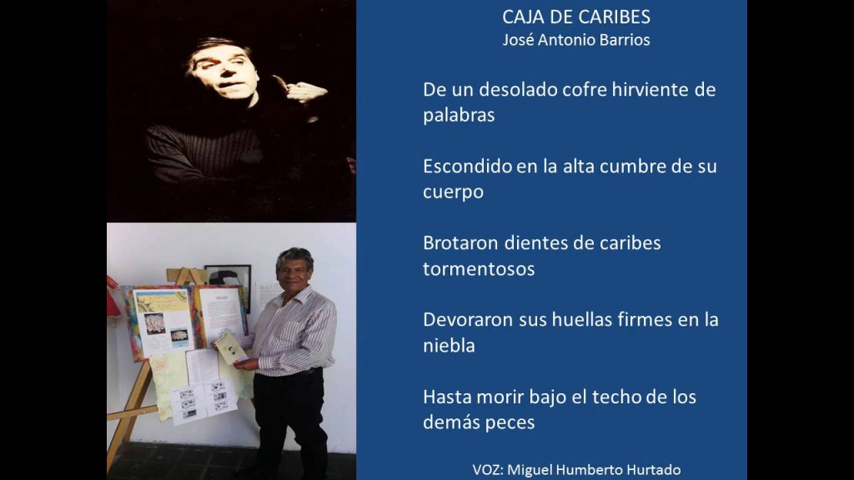 CAJA DE CARIBES
José Antonio Barrios
De un desolado cofre hirviente de
palabras
Escondido en la alta cumbre de su
cuerpo
Brotaron dientes de caribes
tormentosos
Devoraron sus huellas firmes en la
niebla
Hasta morir bajo el techo de los
demás peces
VOZ: Miguel Humberto Hurtado